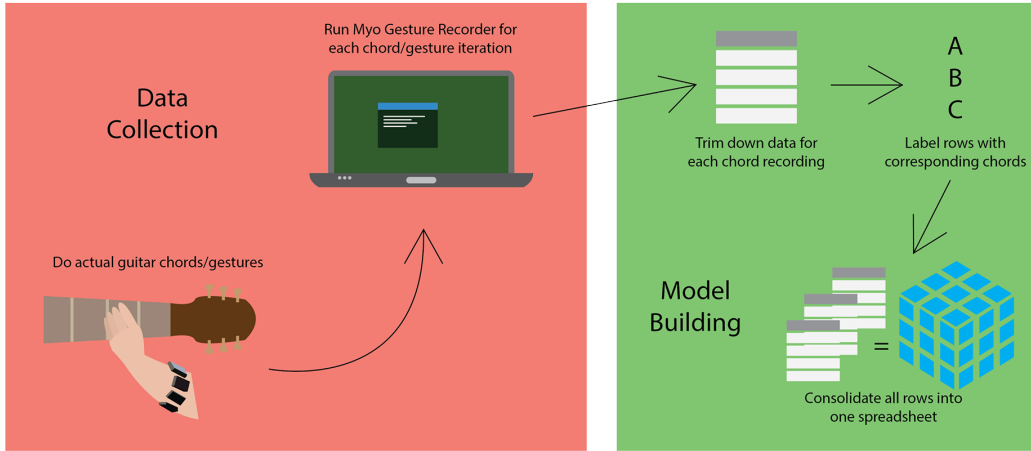 Data
Collection
Run Myo Gesture Recorder for
each chord/gesture iteration
Do actual guitar chords/gestures
Trim down data for
each chord recording
A
B
C
Label rows with
corresponding chords
Model
Building
=
Consolidate all rows into
one spreadsheet